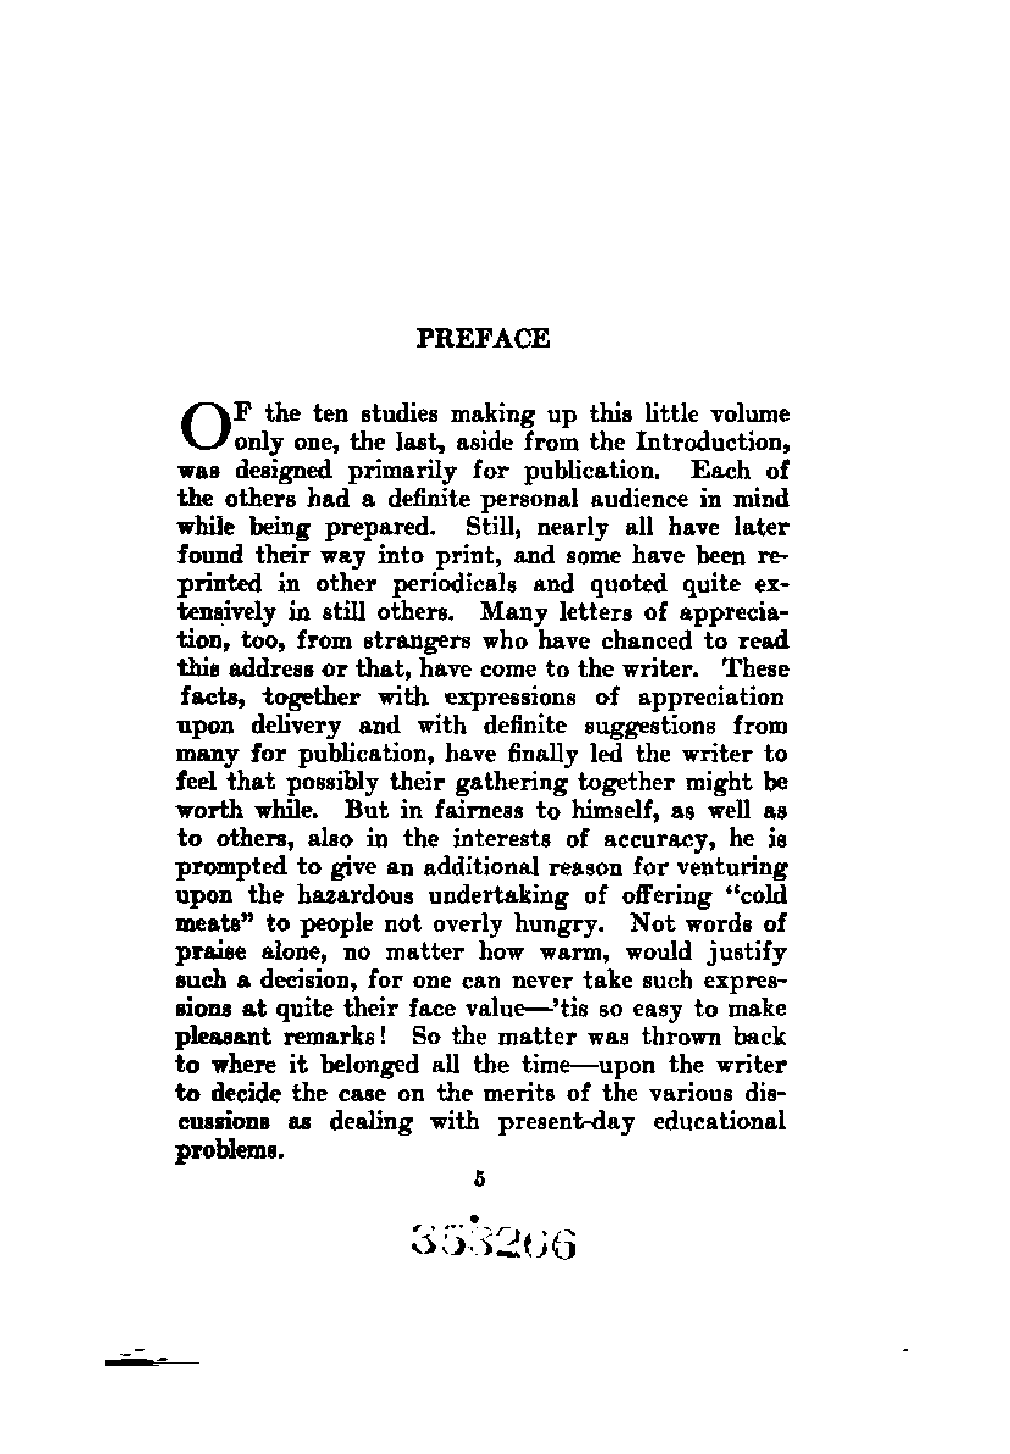 PREFACE
OF the ten studies making up this little volume
only one, the last, aside from the Introduction,
was designed primarily for publication. Each of
the others had a definite personal audience in mind
while being prepared. Still, nearly all have later
found their way into print, and some have been re-
printed in other periodicals and quoted quite ex-
tensively in still others. Many letters of apprecia-
tion, too, from strangers who have chanced to read
this address or that, have come to the writer. These
facts, together with expressions of appreciation
upon delivery and with definite suggestions from
many for publication, have finally led the writer to
feel that possibly their gathering together might be
worth while. But in fairness to himself, as well as
to others, also in the interests of accuracy, he is
prompted to give an additional reason for venturing
upon the hazardous undertaking of offering "cold
meats" to people not overly hungry. Not words of
praise alone, no matter how warm, would justify
such a decision, for one can never take such expres-
sions at quite their face value—'tis so easy to make
pleasant remarks! So the matter was thrown back
to where it belonged all the time—upon the writer
to decide the case on the merits of the various dis-
cussions as dealing with present-day educational
problems.
5
353266